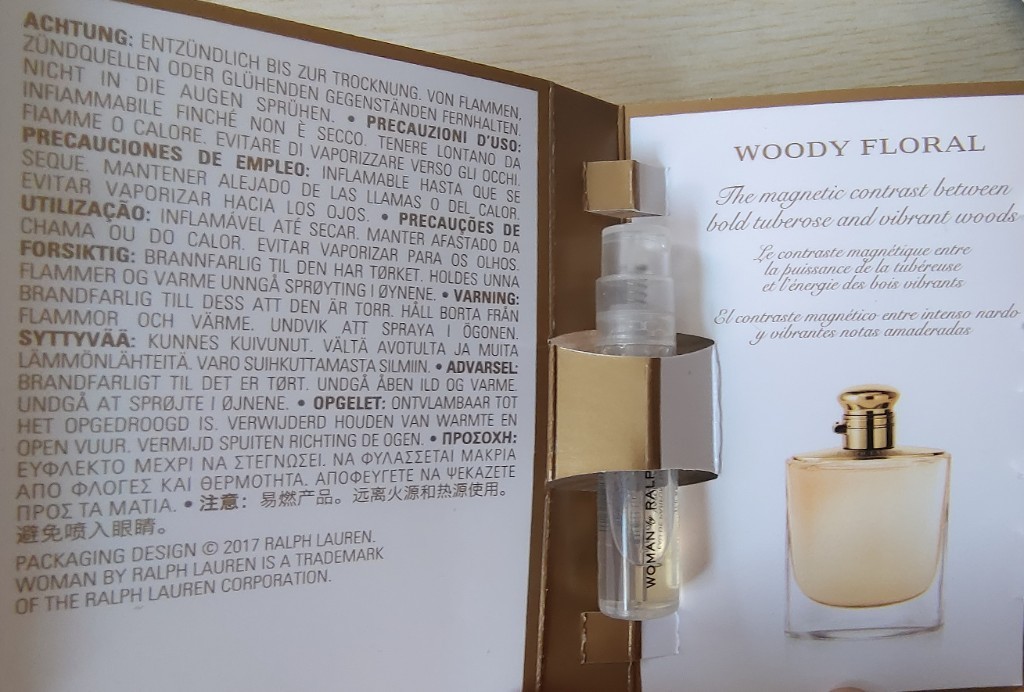 ACHTUNG: ENTZÜNDLICH BIS ZUR TROCKNUNG. VON FLAMMEN,
ZÜNDQUELLEN ODER GLÜHENDEN GEGENSTÄNDEN FERNHALTEN.
NICHT IN DIE AUGEN SPRÜHEN. • PRECAUZIONI D'USO:
INFIAMMABILE FINCHÉ NON È SECCO. TENERE LONTANO DA
FIAMME O CALORE. EVITARE DI VAPORIZZARE VERSO GLI OCCHI.
PRECAUCIONES DE EMPLEO: INFLAMABLE HASTA QUE SE
SEQUE. MANTENER ALEJADO DE LAS LLAMAS O DEL CALOR.
EVITAR VAPORIZAR HACIA LOS OJOS. • PRECAUÇÕES DE
UTILIZAÇÃO: INFLAMÁVEL ATÉ SECAR. MANTER AFASTADO DA
CHAMA OU DO CALOR. EVITAR VAPORIZAR PARA OS OLHOS.
FORSIKTIG: BRANNFARLIG TIL DEN HAR TØRKET. HOLDES UNNA
FLAMMER OG VARME UNNGÅ SPRØYTING I ØYNENE. • VARNING:
BRANDFARLIG TILL DESS ATT DEN ÄR TORR. HÅLL BORTA FRÅN
FLAMMOR OCH VÄRME. UNDVIK ATT SPRAYA I ÖGONEN.
SYTTYVÄÄ: KUNNES KUIVUNUT. VÄLTÄ AVOTULTA JA MUITA
LÄMMÖNLÄHTEITÄ. VARO SUIHKUTTAMASTA SILMIIN. • ADVARSEL:
BRANDFARLIGT TIL DET ER TØRT. UNDGÅ ÅBEN ILD OG VARME.
UNDGÅ AT SPRØJTE I ØJNENE. • OPGELET: ONTVLAMBAAR TOT
HET OPGEDROOGD IS. VERWIJDERD HOUDEN VAN WARMTE EN
OPEN VUUR. VERMIJD SPUITEN RICHTING DE OGEN. • ΠΡΟΣΟΧΗ:
ΕΥΦΛΕΚΤΟ ΜΕΧΡΙ ΝΑ ΣΤΕΓΝΩΣΕΙ. ΝΑ ΦΥΛΑΣΣΕΤΑΙ ΜΑΚΡΙΑ
ΑΠΟ ΦΛΟΓΕΣ ΚΑΙ ΘΕΡΜΟΤΗΤΑ. ΑΠΟΦΕΥΓΕΤΕ ΝΑ ΨΕΚΑΖΕΤΕ
ΠΡΟΣ ΤΑ ΜΑΤΙΑ. • 注意：易燃产品。远离火源和热源使用。
避免喷入眼睛。
PACKAGING DESIGN © 2017 RALPH LAUREN.
WOMAN BY RALPH LAUREN IS A TRADEMARK
OF THE RALPH LAUREN CORPORATION.
WOMAN by RALP
WOODY FLORAL
The magnetic contrast between
bold tuberose and vibrant woods
Le contraste magnétique entre
la puissance de la tubéreuse
et l'énergie des bois vibrants
El contraste magnético entre intenso nardo
y vibrantes notas amaderadas